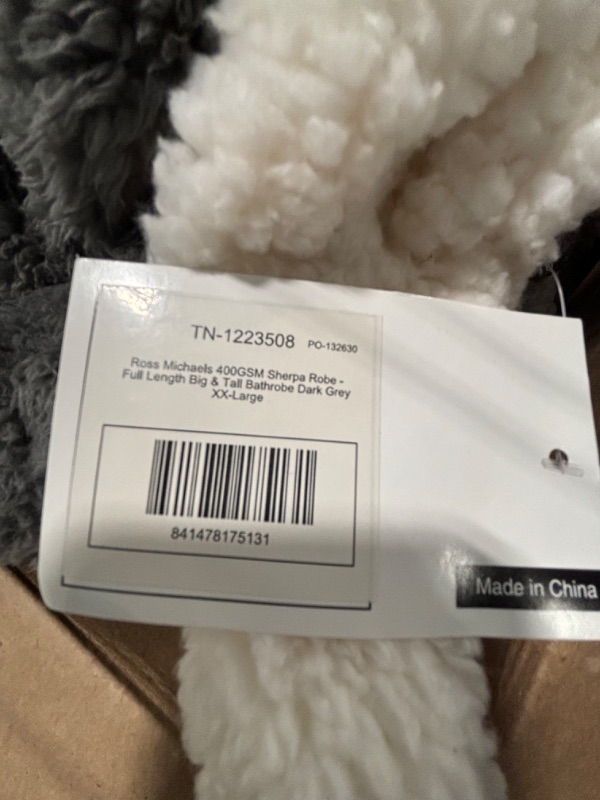 TN-1223508 PO-132630
Ross Michaels 400GSM Sherpa Robe -
Full Length Big & Tall Bathrobe Dark Grey
XX-Large
841478175131
Made in China